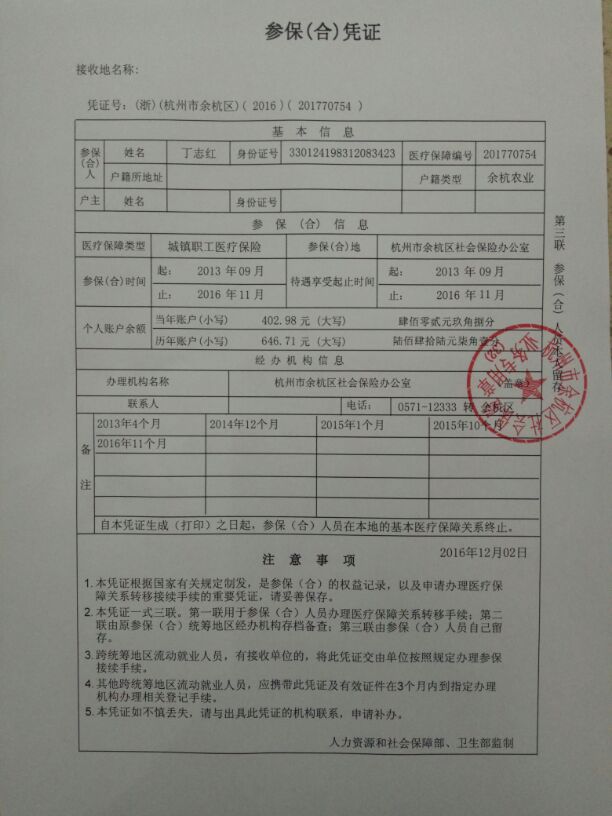 参保(合)凭证
接收地名称:
凭证号: (浙)(杭州市余杭区)( 2016 )( 201770754 )
基 本 信 息
参保(合)人 姓名 丁志红 身份证号 330124198312083423 医疗保障编号 201770754
户籍所地址 户籍类型 余杭农业
户主 姓名 身份证号
参 保 (合) 信 息
医疗保障类型 城镇职工医疗保险 参保(合)地 杭州市余杭区社会保险办公室
参保(合)时间 起: 2013 年 09 月 待遇享受起止时间 起: 2013 年 09 月
止: 2016 年 11 月 止: 2016 年 11 月
个人账户余额 当年账户(小写) 402.98 元 (大写) 肆佰零贰元玖角捌分
历年账户(小写) 646.71 元 (大写) 陆佰肆拾陆元柒角壹分
经 办 机 构 信 息
办理机构名称 杭州市余杭区社会保险办公室 (盖章)
联系人 电话: 0571-12333 转 余杭区
备注 2013年4个月 2014年12个月 2015年1个月 2015年10个月
2016年11个月
自本凭证生成（打印）之日起，参保（合）人员在本地的基本医疗保障关系终止。
2016年12月02日
注 意 事 项
1. 本凭证根据国家有关规定制发，是参保（合）的权益记录，以及申请办理医疗保
障关系转移接续手续的重要凭证，请妥善保存。
2. 本凭证一式三联。第一联用于参保（合）人员办理医疗保障关系转移手续；第二
联由原参保（合）统筹地区经办机构存档备查；第三联由参保（合）人员自己留
存。
3. 跨统筹地区流动就业人员，有接收单位的，将此凭证交由单位按照规定办理参保
接续手续。
4. 其他跨统筹地区流动就业人员，应携带此凭证及有效证件在3个月内到指定办理
机构办理相关登记手续。
5. 本凭证如不慎丢失，请与出具此凭证的机构联系，申请补办。
人力资源和社会保障部、卫生部监制
第三联 参保(合)人员本人留存
业务专用章
(38)